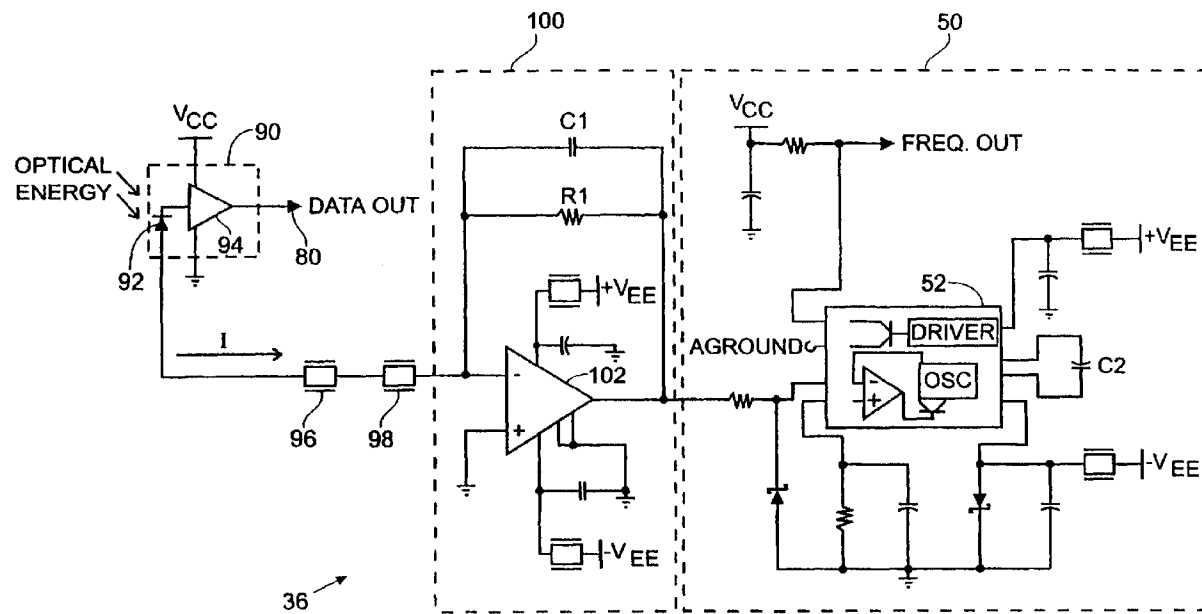 100
50
VCC
90
OPTICAL
ENERGY
94
92
DATA OUT
80
C1
R1
VCC
FREQ. OUT
+VEE
52
DRIVER
AGROUND
OSC
-
+
C2
+VEE
I
-
102
+
96
98
-VEE
-VEE
36